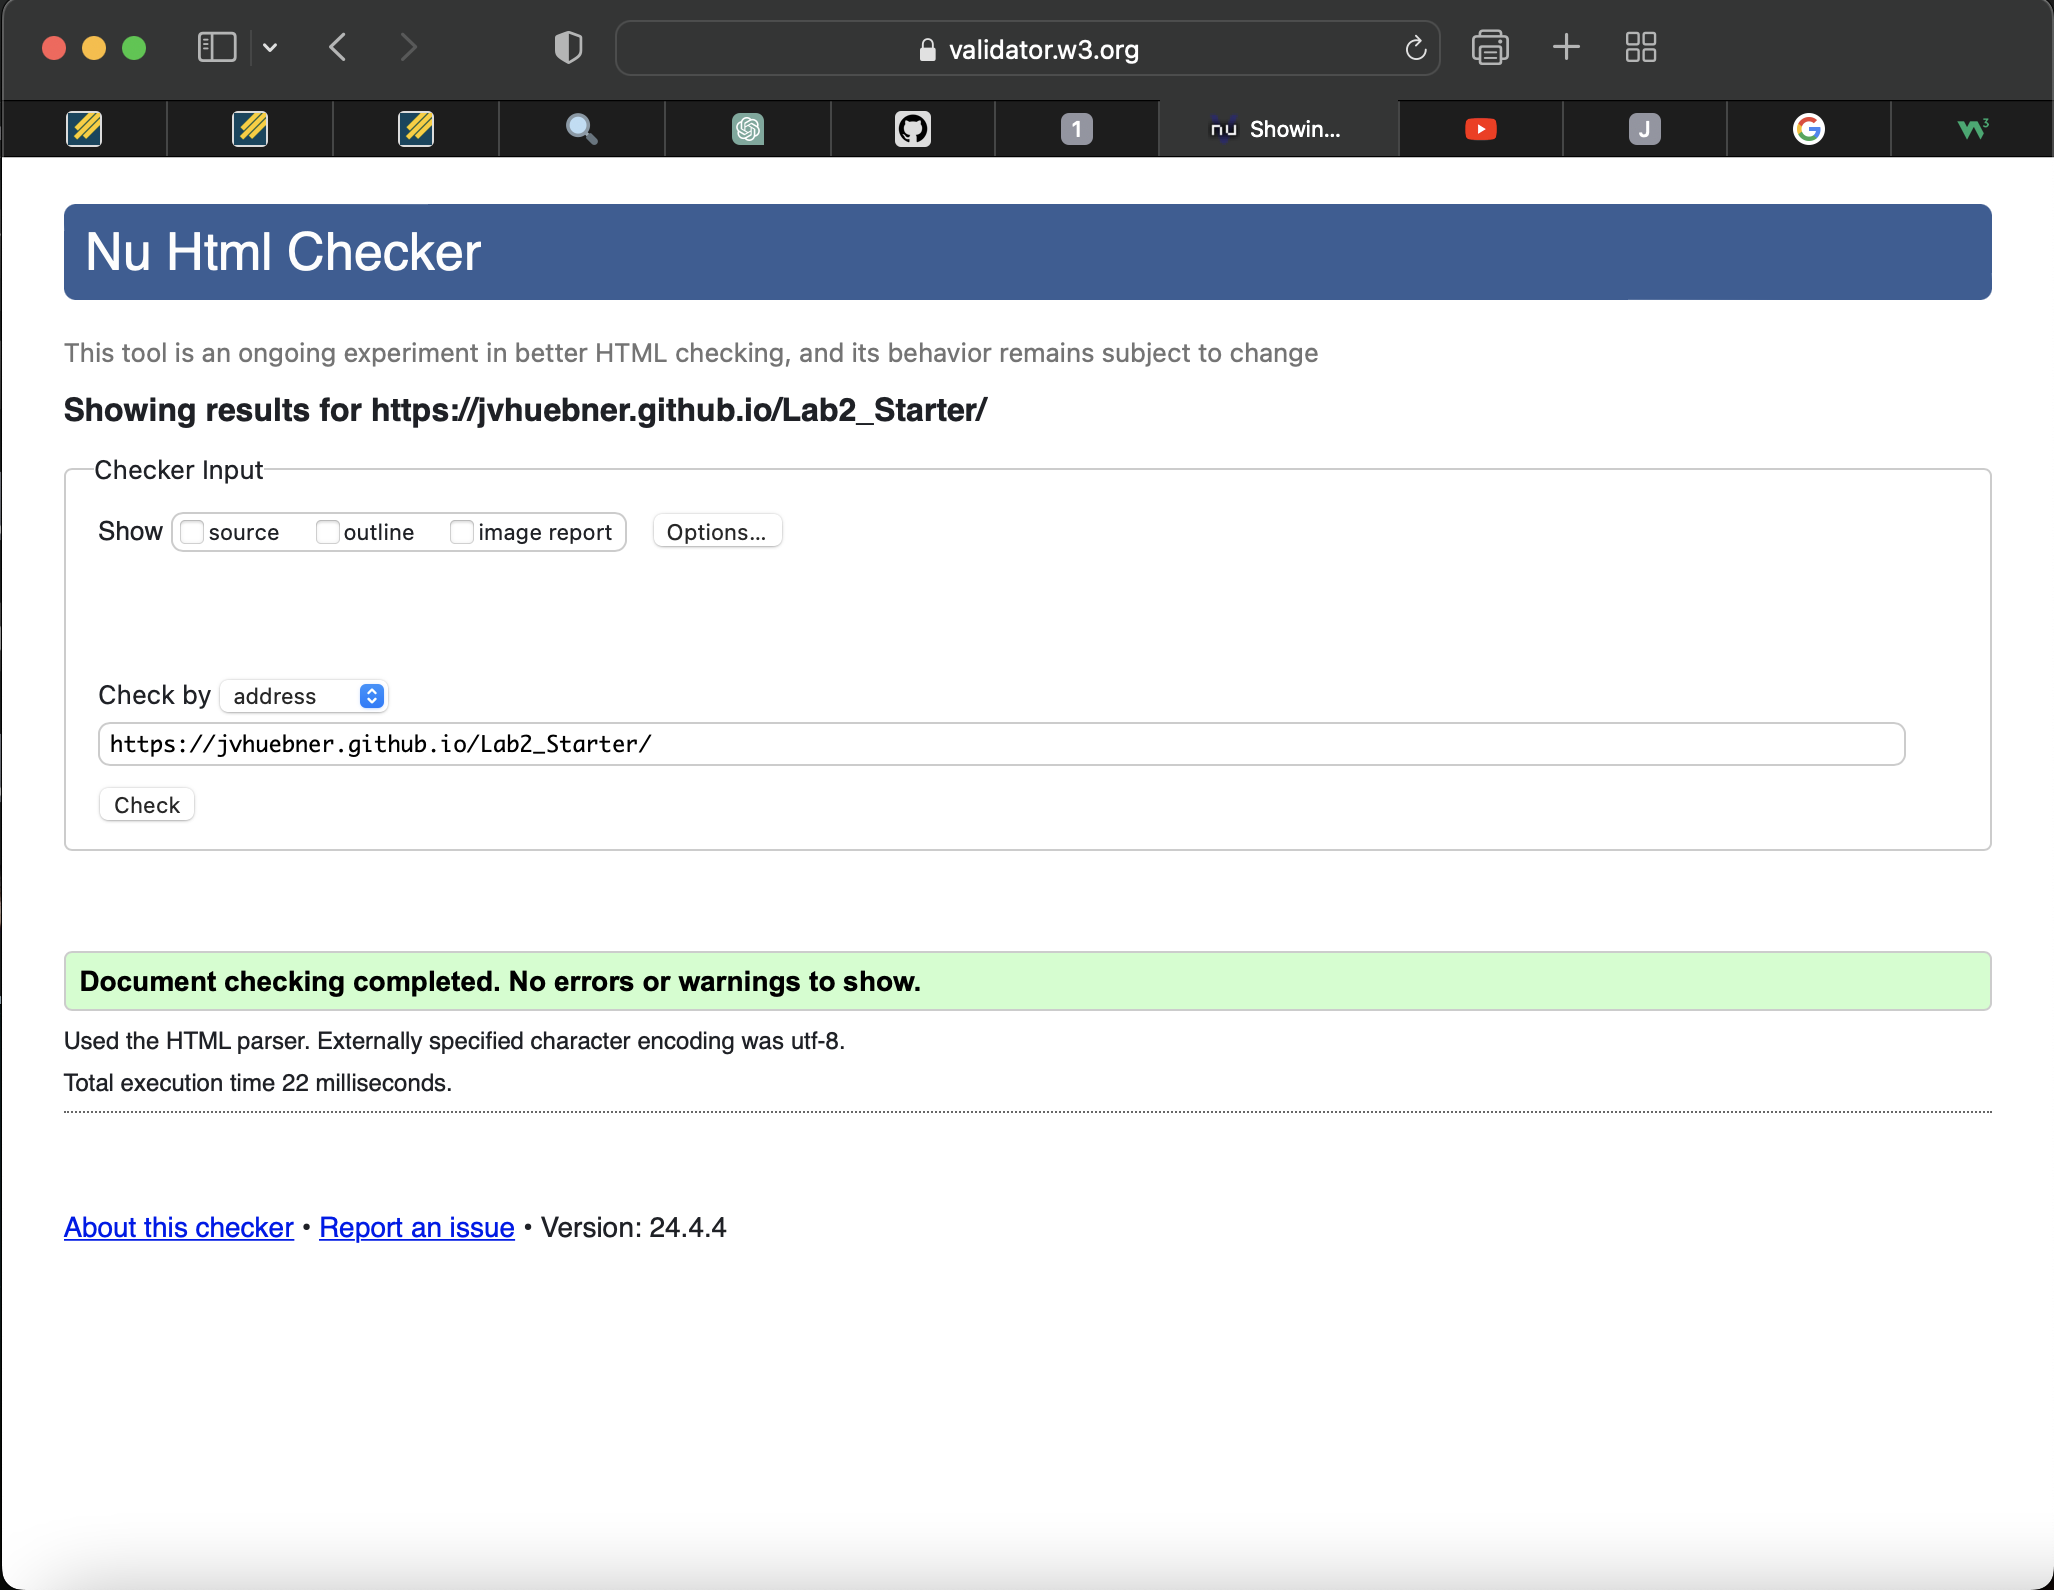 validator.w3.org
1
nu Showin...
J
G
w3
Nu Html Checker
This tool is an ongoing experiment in better HTML checking, and its behavior remains subject to change
Showing results for https://jvhuebner.github.io/Lab2_Starter/
Checker Input
Show source outline image report Options...
Check by address
https://jvhuebner.github.io/Lab2_Starter/
Check
Document checking completed. No errors or warnings to show.
Used the HTML parser. Externally specified character encoding was utf-8.
Total execution time 22 milliseconds.
About this checker • Report an issue • Version: 24.4.4